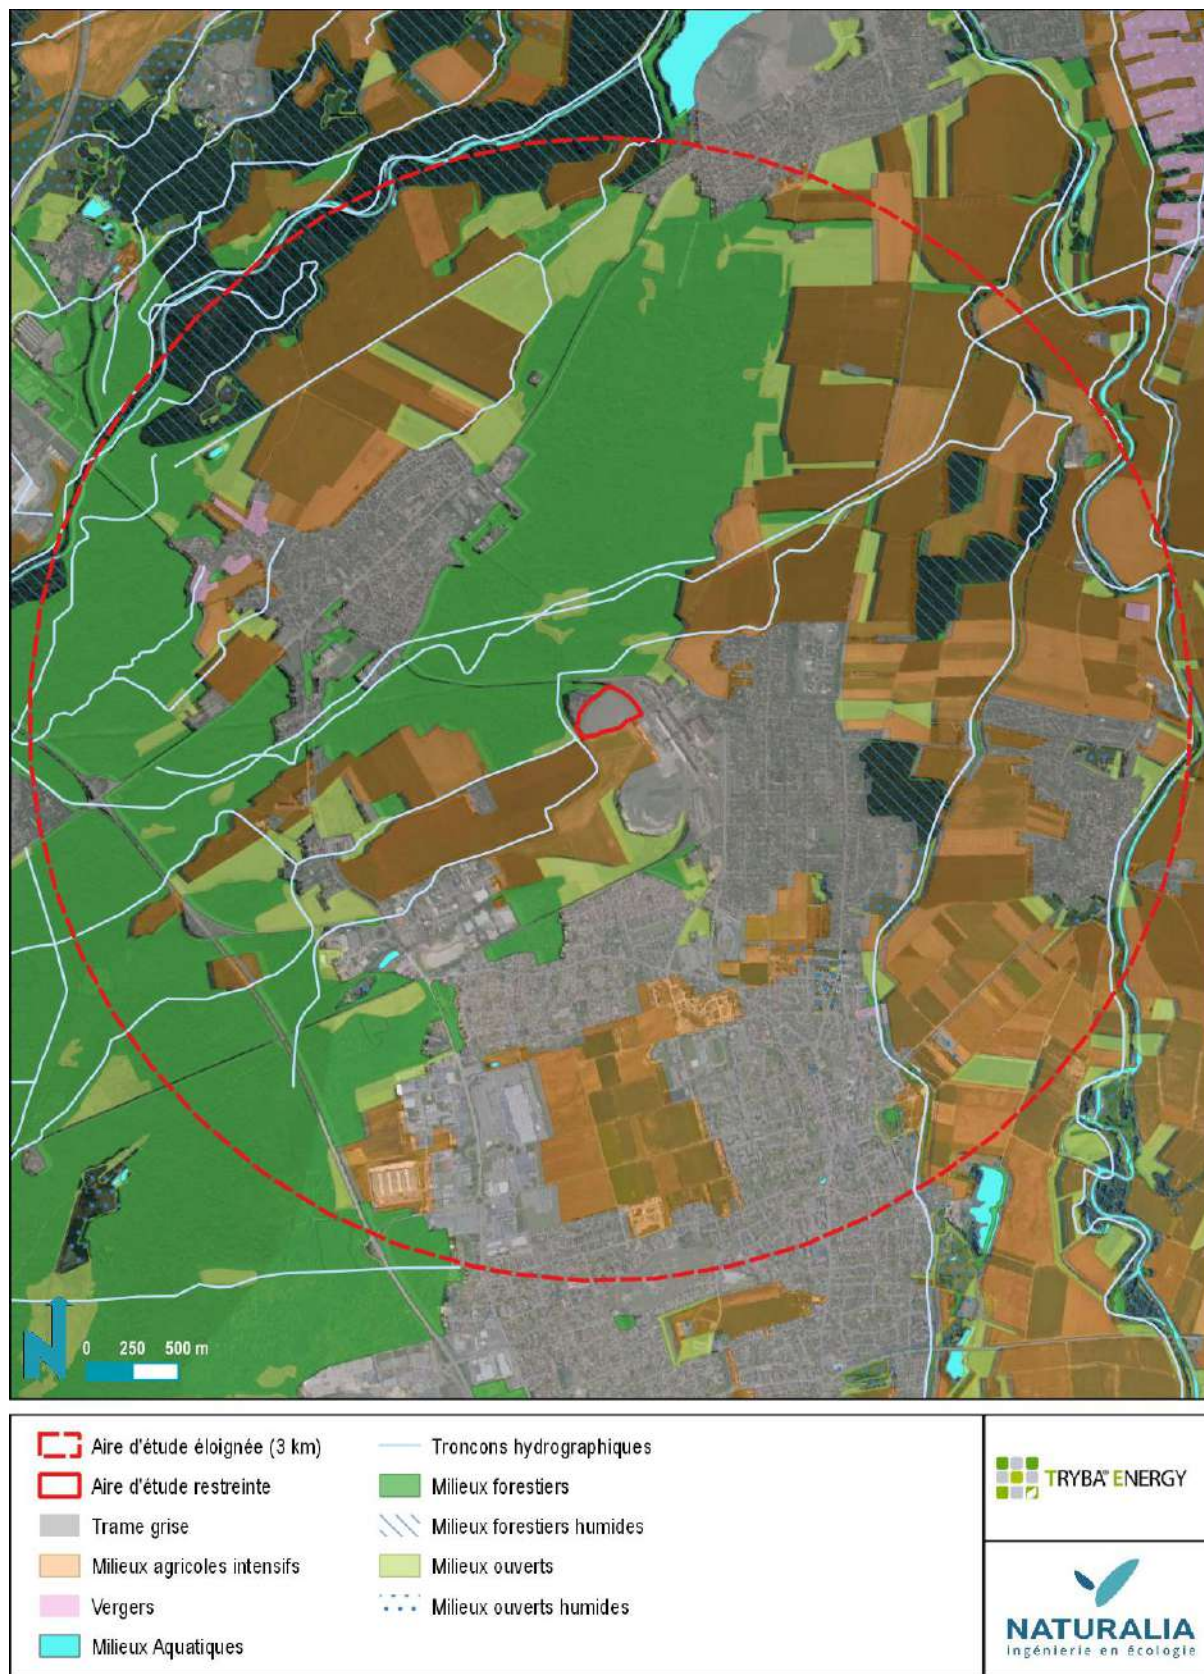 N
0 250 500 m
Aire d'étude éloignée (3 km)
Aire d'étude restreinte
Trame grise
Milieux agricoles intensifs
Vergers
Milieux Aquatiques
Troncons hydrographiques
Milieux forestiers
Milieux forestiers humides
Milieux ouverts
Milieux ouverts humides
TRYBA ENERGY
NATURALIA
ingénierie en écologie